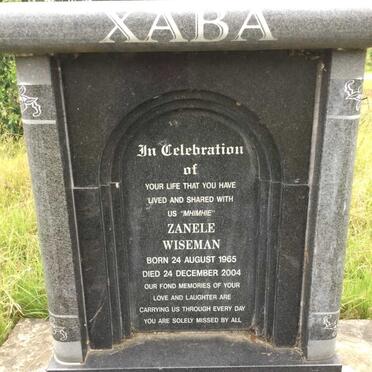 XABA
In Celebration
of
YOUR LIFE THAT YOU HAVE
LIVED AND SHARED WITH
US "MHIMHIE"
ZANELE
WISEMAN
BORN 24 AUGUST 1965
DIED 24 DECEMBER 2004
OUR FOND MEMORIES OF YOUR
LOVE AND LAUGHTER ARE
CARRYING US THROUGH EVERY DAY
YOU ARE SOLELY MISSED BY ALL